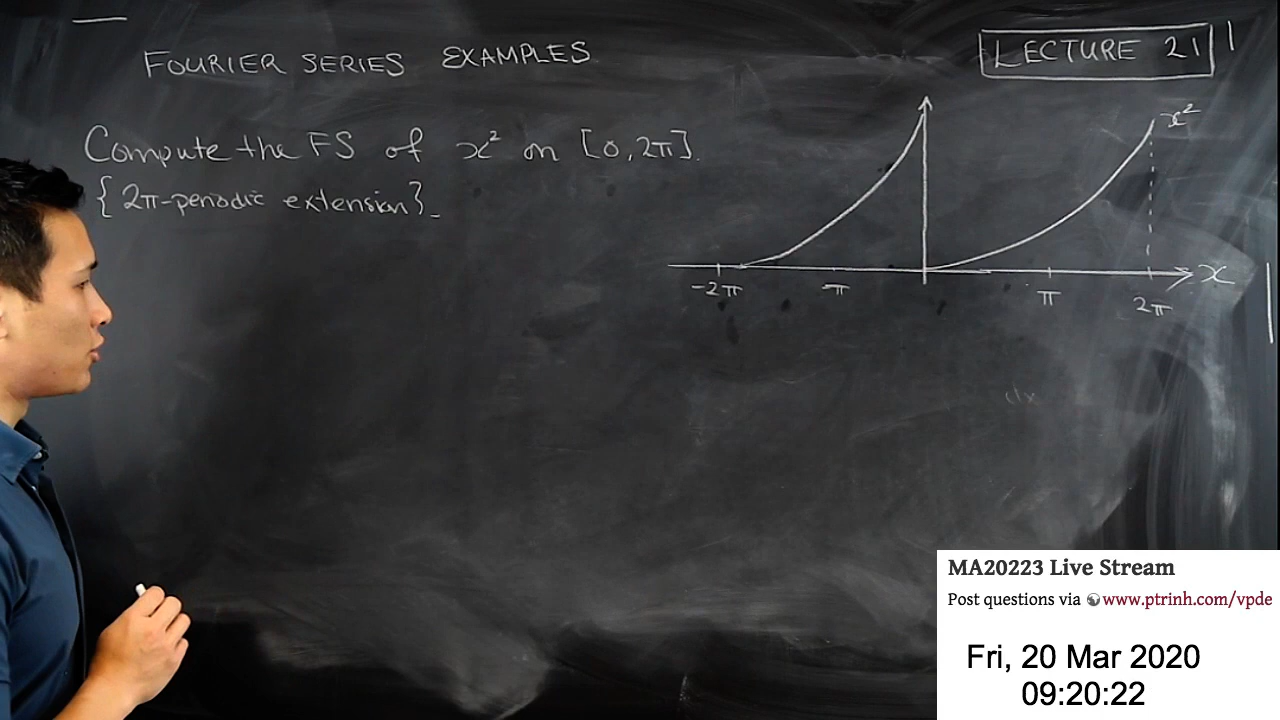 FOURIER SERIES EXAMPLES
LECTURE 21
Compute the FS of x² on [0, 2π].
{2π-periodic extension}
x²
x
-2π
-π
π
2π
MA20223 Live Stream
Post questions via www.ptrinh.com/vpde
Fri, 20 Mar 2020
09:20:22